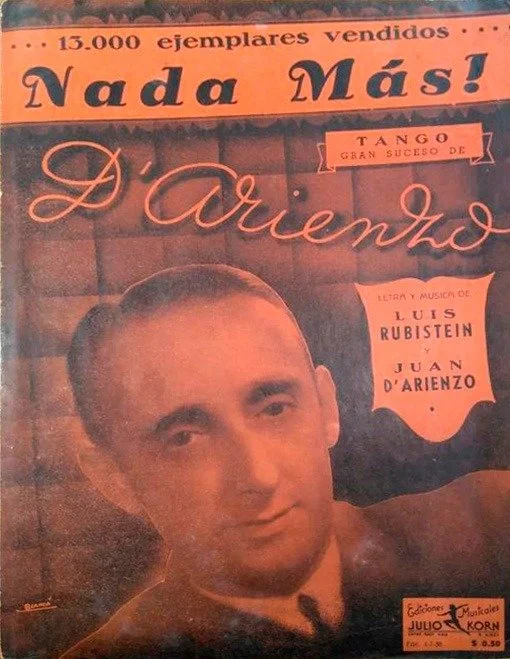 ··· 13.000 ejemplares vendidos ····
Nada Más!
TANGO
GRAN SUCESO DE
D'Arienzo
LETRA Y MUSICA DE
LUIS
RUBISTEIN
Y
JUAN
D'ARIENZO
Ediciones Musicales
JULIO KORN
$ 0.50